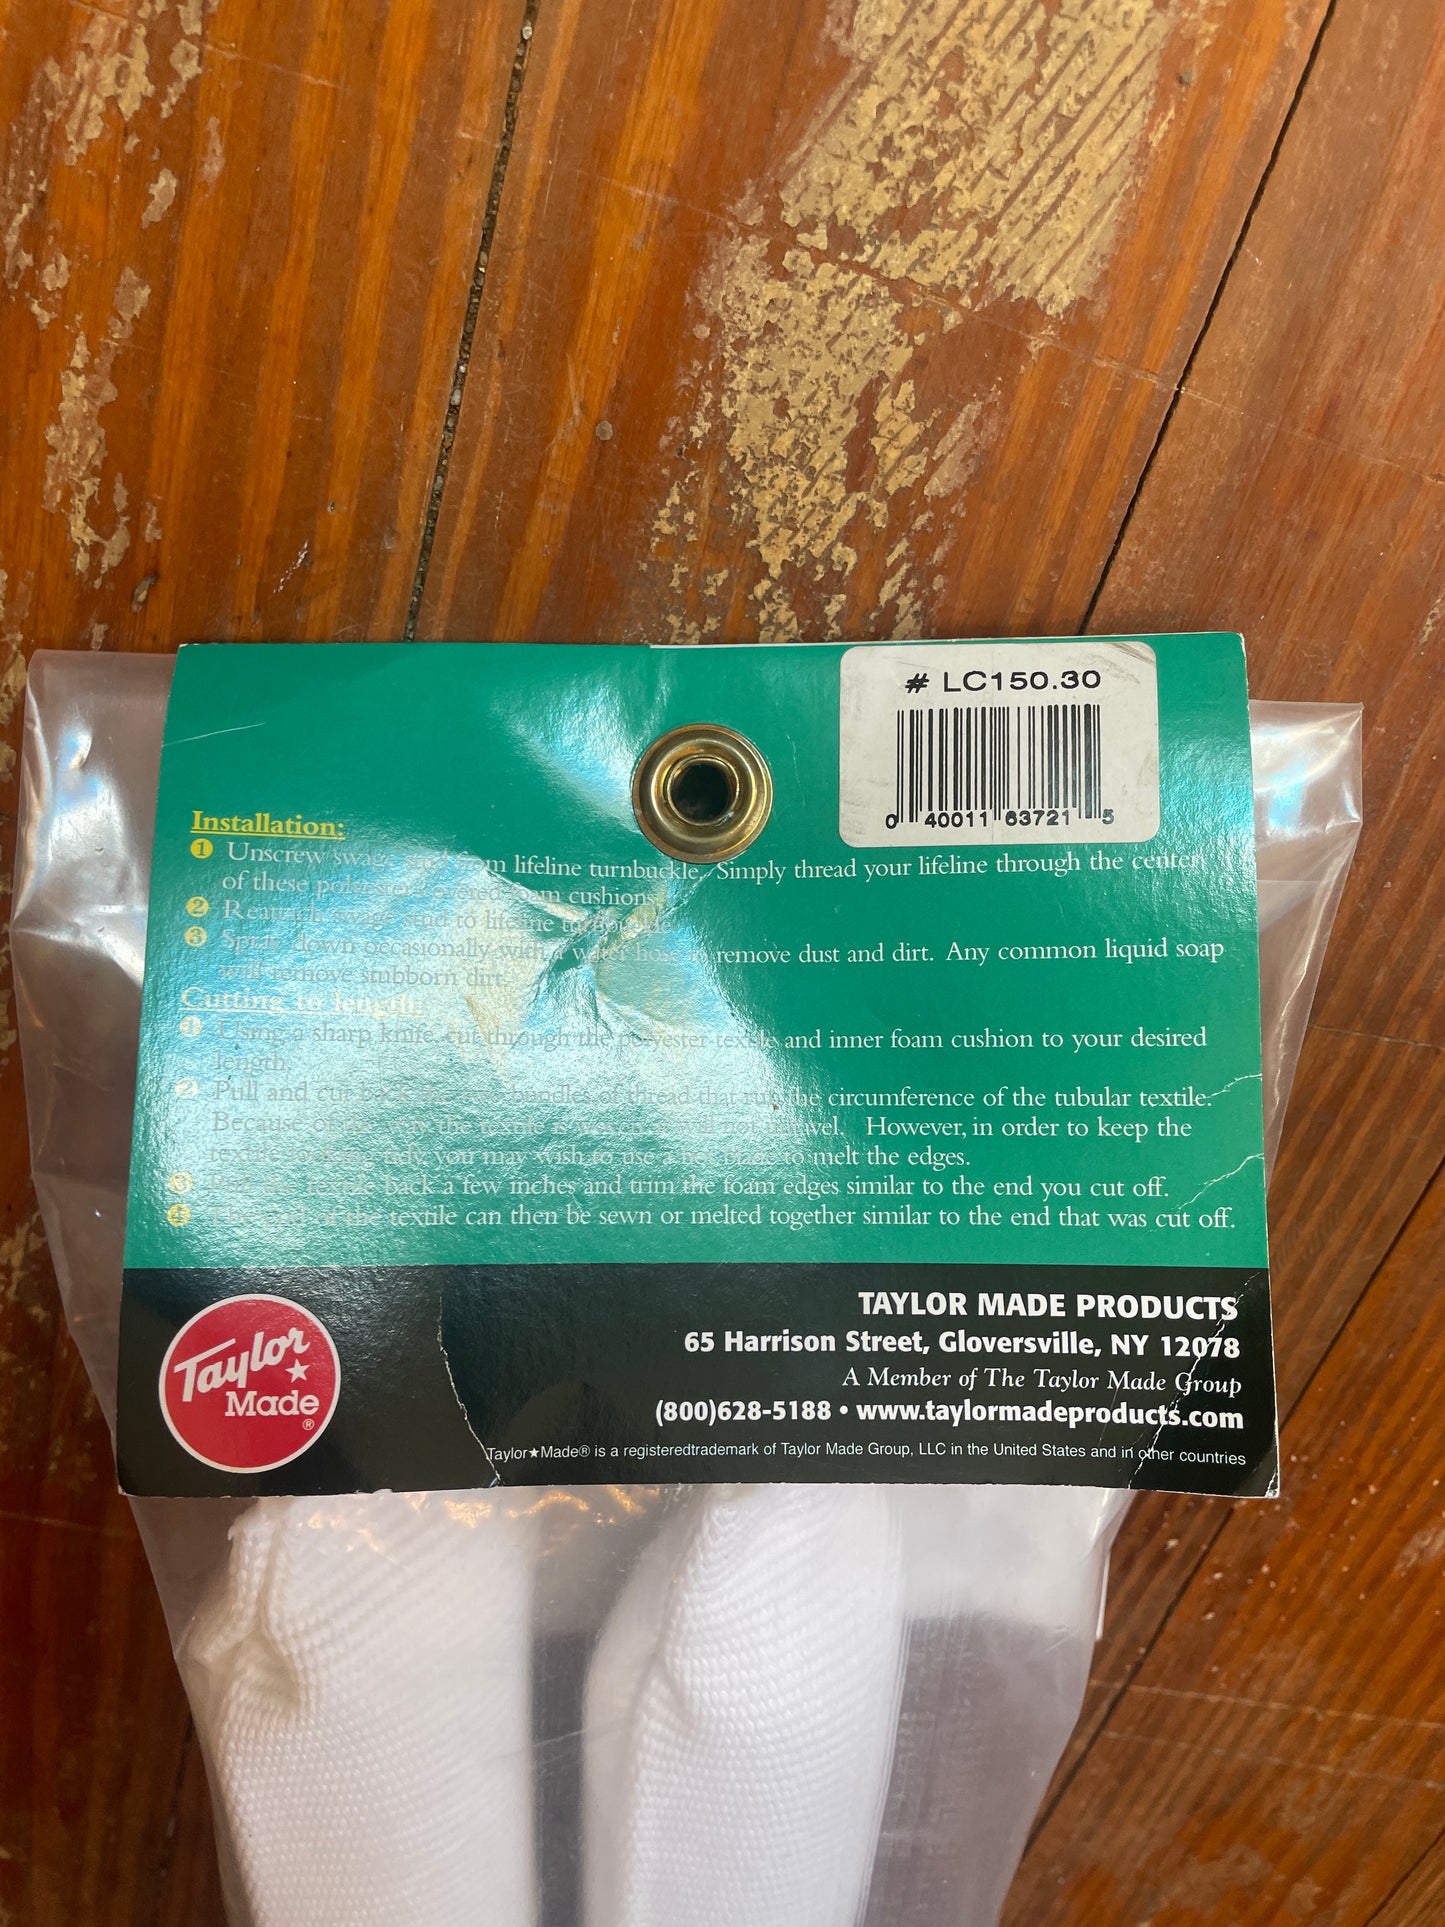 # LC150.30
0 40011 63721 5
Installation:
1 Unscrew swage stud from lifeline turnbuckle. Simply thread your lifeline through the center
of these polyester covered foam cushions.
2 Reattach swage stud to lifeline turnbuckle.
3 Spray down occasionally with a water hose to remove dust and dirt. Any common liquid soap
will remove stubborn dirt.
Cutting to length:
1 Using a sharp knife, cut through the polyester textile and inner foam cushion to your desired
length.
2 Pull and cut back the two bundles of thread that run the circumference of the tubular textile.
Because of the way the textile is woven it will not unravel. However, in order to keep the
textile looking tidy, you may wish to use a hot blade to melt the edges.
3 textile back a few inches and trim the foam edges similar to the end you cut off.
4 The end of the textile can then be sewn or melted together similar to the end that was cut off.
Taylor Made ®
TAYLOR MADE PRODUCTS
65 Harrison Street, Gloversville, NY 12078
A Member of The Taylor Made Group
(800)628-5188 • www.taylormadeproducts.com
Taylor★Made® is a registeredtrademark of Taylor Made Group, LLC in the United States and in other countries